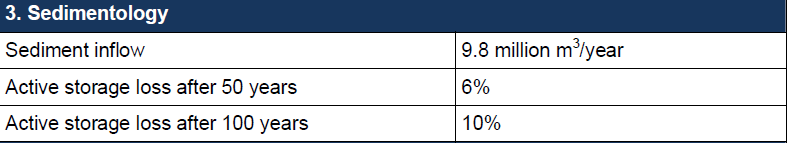 3. Sedimentology
Sediment inflow 9.8 million m³/year
Active storage loss after 50 years 6%
Active storage loss after 100 years 10%